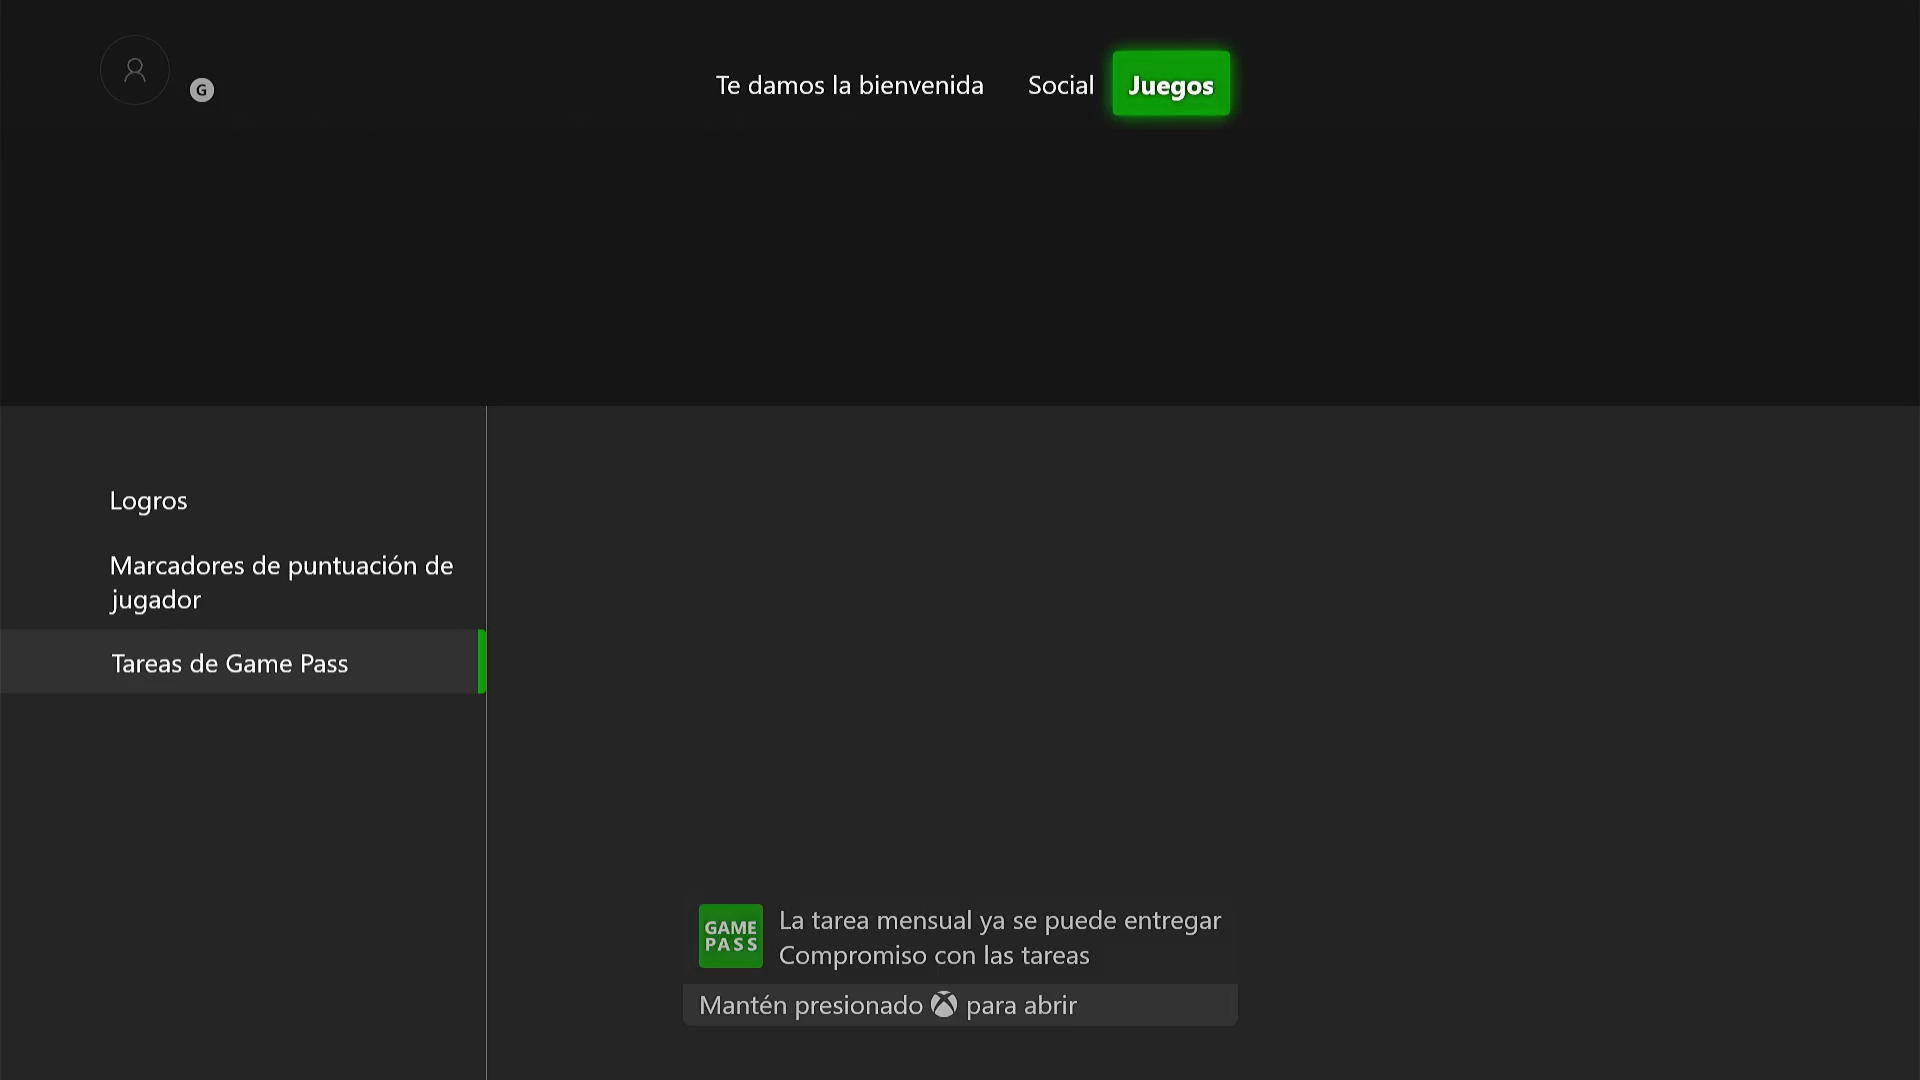 G
Te damos la bienvenida
Social
Juegos
Logros
Marcadores de puntuación de
jugador
Tareas de Game Pass
GAME
PASS
La tarea mensual ya se puede entregar
Compromiso con las tareas
Mantén presionado para abrir